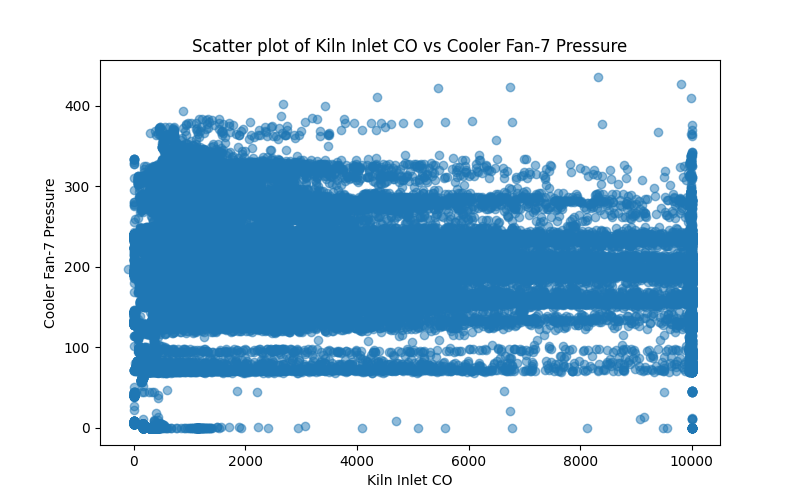 Scatter plot of Kiln Inlet CO vs Cooler Fan-7 Pressure
Cooler Fan-7 Pressure
400
300
200
100
0
0 2000 4000 6000 8000 10000
Kiln Inlet CO